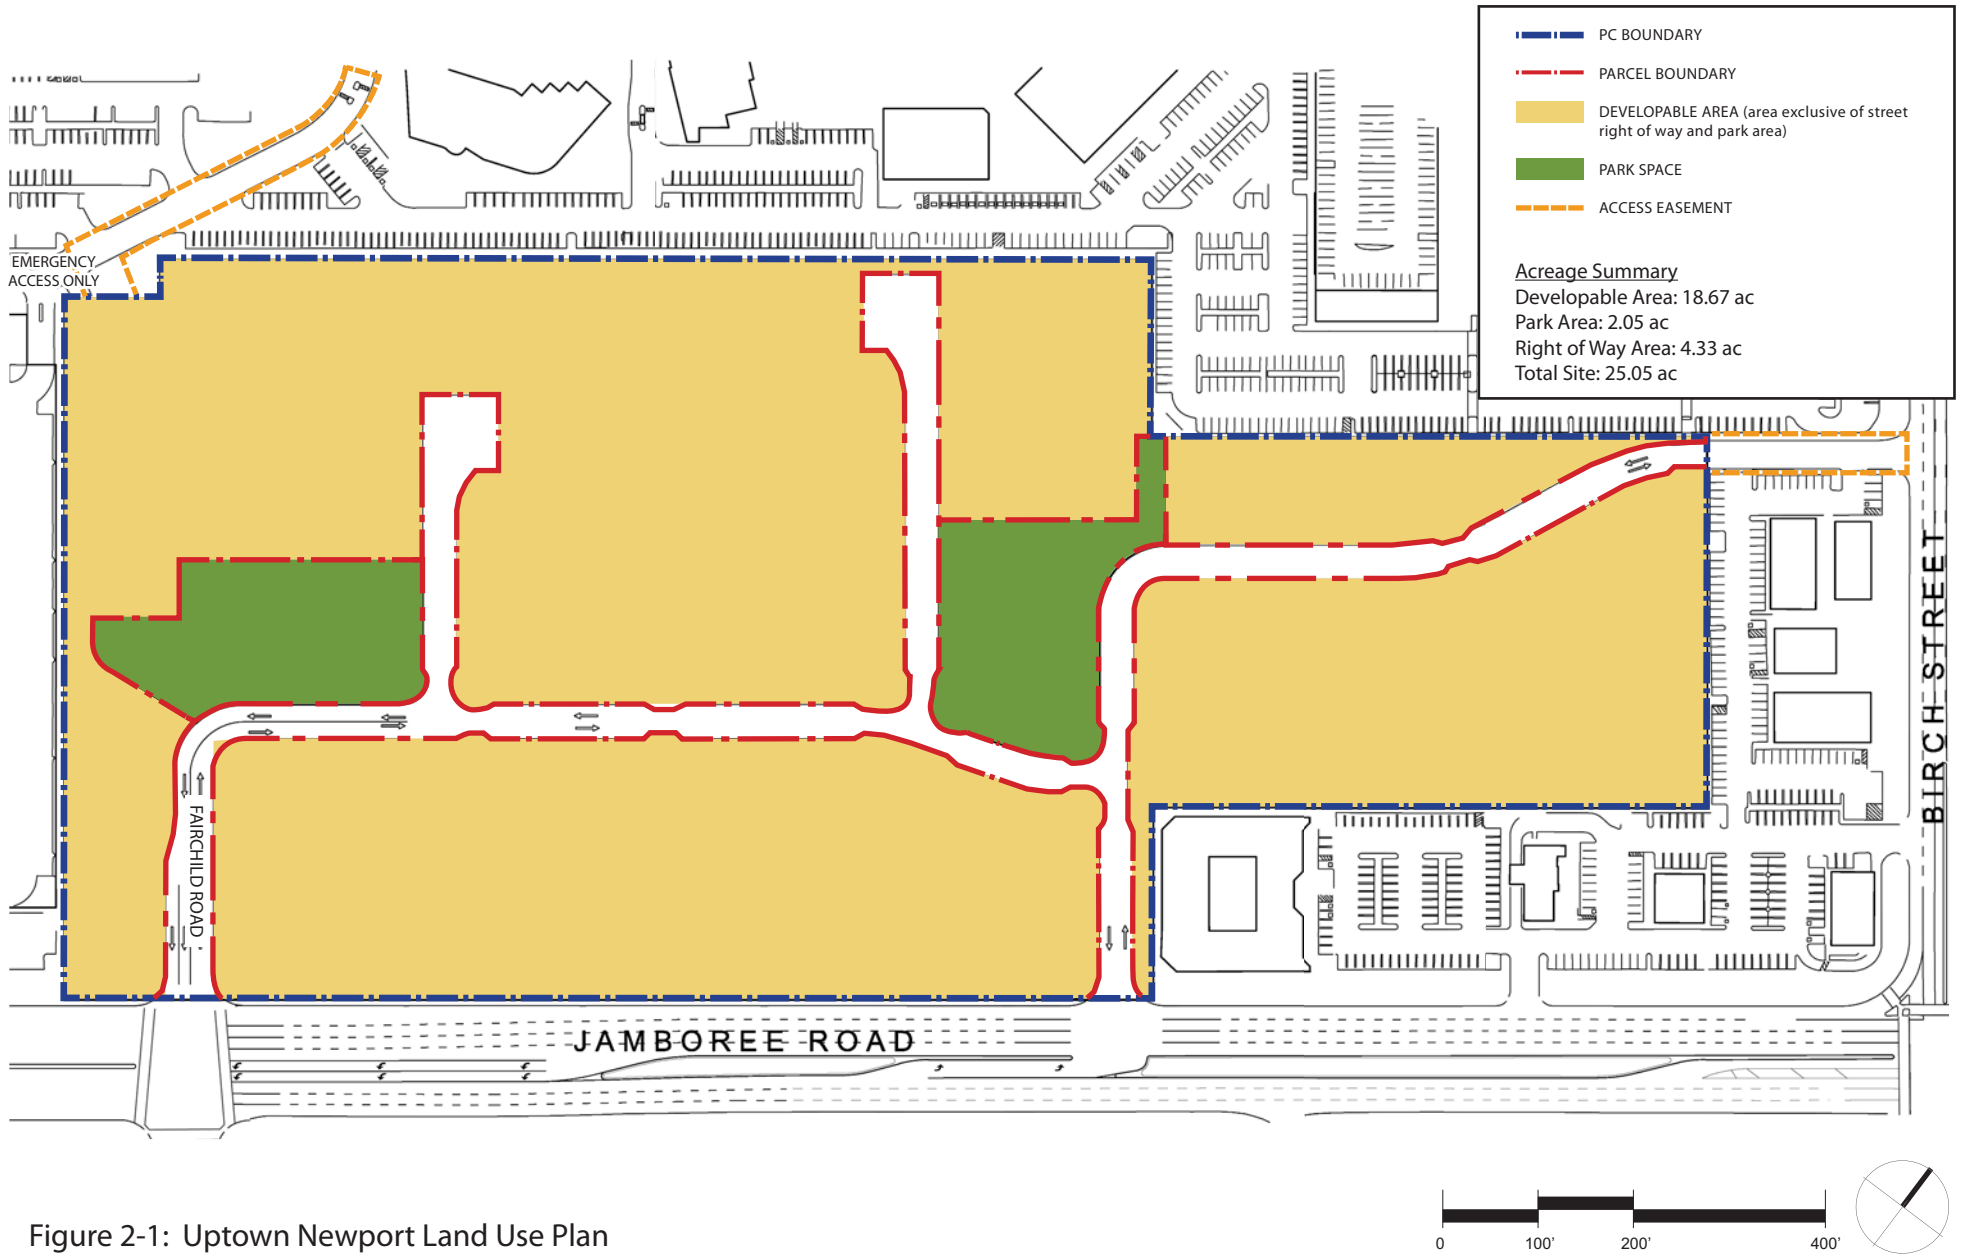 PC BOUNDARY
PARCEL BOUNDARY
DEVELOPABLE AREA (area exclusive of street
right of way and park area)
PARK SPACE
ACCESS EASEMENT
Acreage Summary
Developable Area: 18.67 ac
Park Area: 2.05 ac
Right of Way Area: 4.33 ac
Total Site: 25.05 ac
EMERGENCY
ACCESS ONLY
BIRCH STREET
FAIRCHILD ROAD
JAMBOREE ROAD
Figure 2-1: Uptown Newport Land Use Plan
0 100' 200' 400'